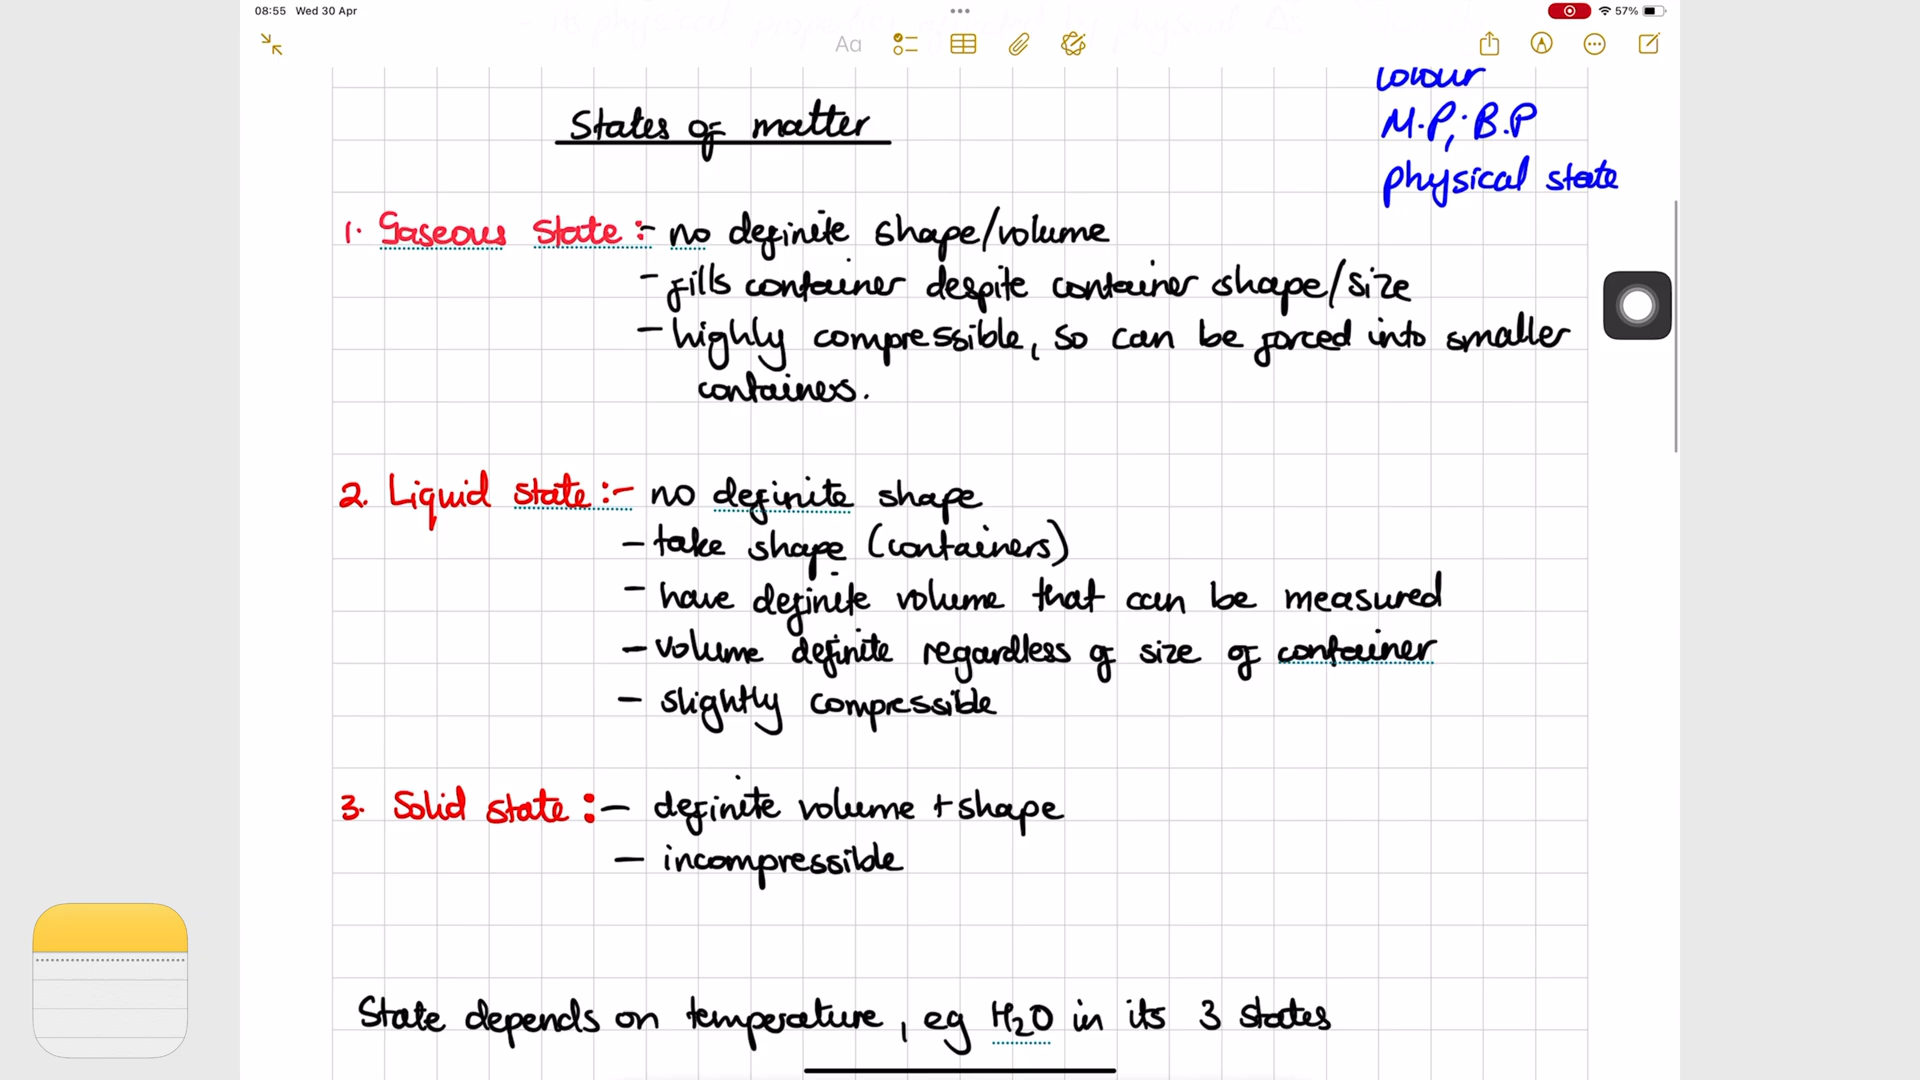 08:55 Wed 30 Apr
57%
Aa
colour
States of matter
M.P, B.P
physical state
1. Gaseous State :- no definite shape/volume
- fills container despite container shape/size
- highly compressible, so can be forced into smaller
containers.
2. Liquid state :- no definite shape
- take shape (containers)
- have definite volume that can be measured
- volume definite regardless of size of container
- slightly compressible
3. Solid state :- definite volume + shape
- incompressible
State depends on temperature, eg H2O in its 3 states